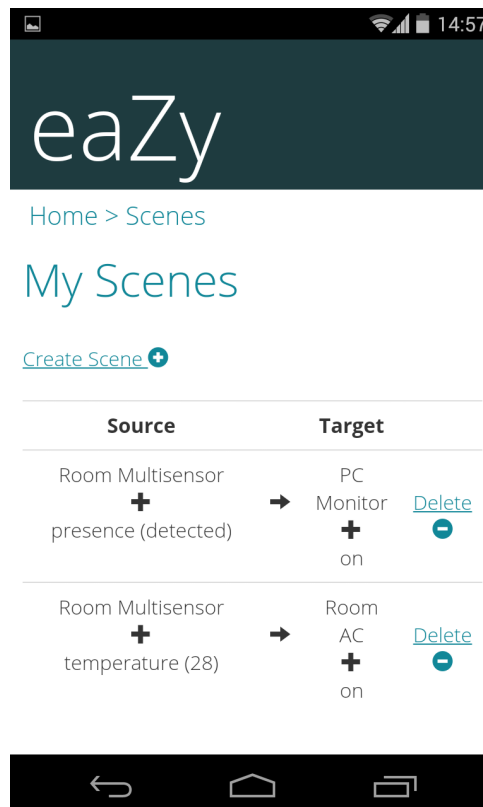 14:57
eaZy
Home > Scenes
My Scenes
Create Scene
Source Target
Room Multisensor
presence (detected)
PC
Monitor
on
Delete
Room Multisensor
temperature (28)
Room
AC
on
Delete